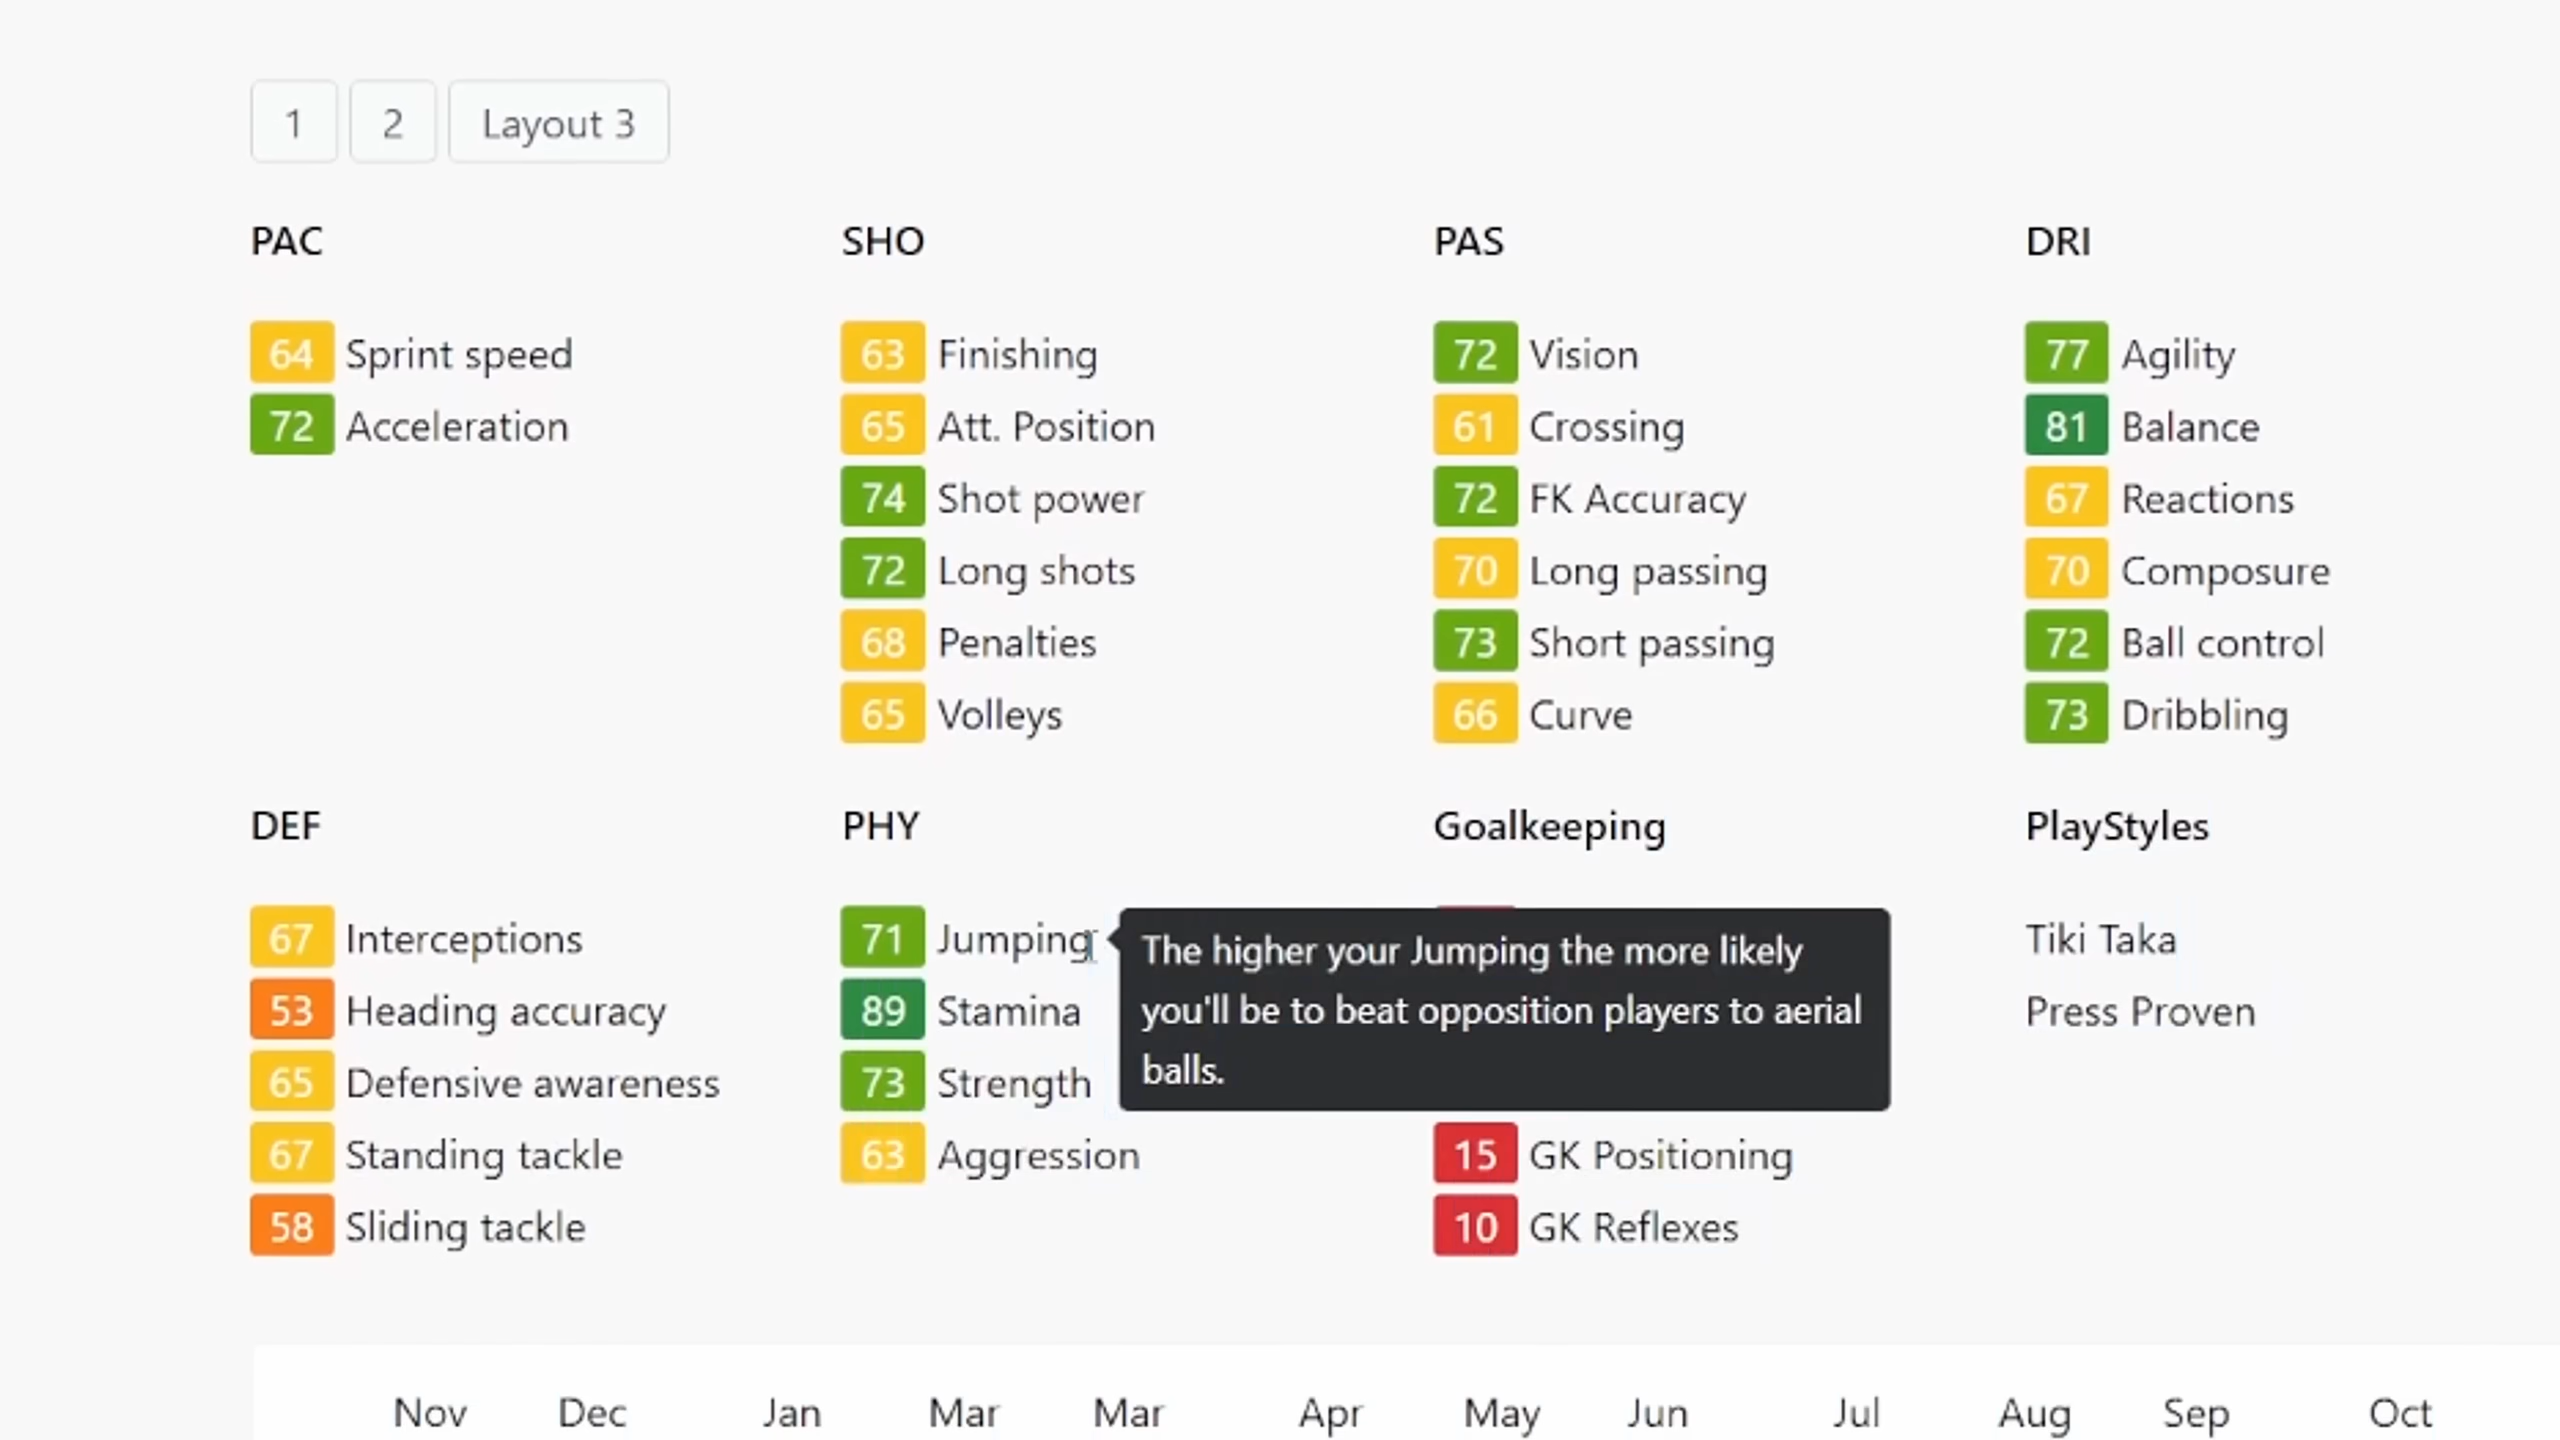 1 2 Layout 3
PAC
64 Sprint speed
72 Acceleration
SHO
63 Finishing
65 Att. Position
74 Shot power
72 Long shots
68 Penalties
65 Volleys
PAS
72 Vision
61 Crossing
72 FK Accuracy
70 Long passing
73 Short passing
66 Curve
DRI
77 Agility
81 Balance
67 Reactions
70 Composure
72 Ball control
73 Dribbling
DEF
67 Interceptions
53 Heading accuracy
65 Defensive awareness
67 Standing tackle
58 Sliding tackle
PHY
71 Jumping
89 Stamina
73 Strength
63 Aggression
The higher your Jumping the more likely
you'll be to beat opposition players to aerial
balls.
Goalkeeping
15 GK Positioning
10 GK Reflexes
PlayStyles
Tiki Taka
Press Proven
Nov Dec Jan Mar Mar Apr May Jun Jul Aug Sep Oct